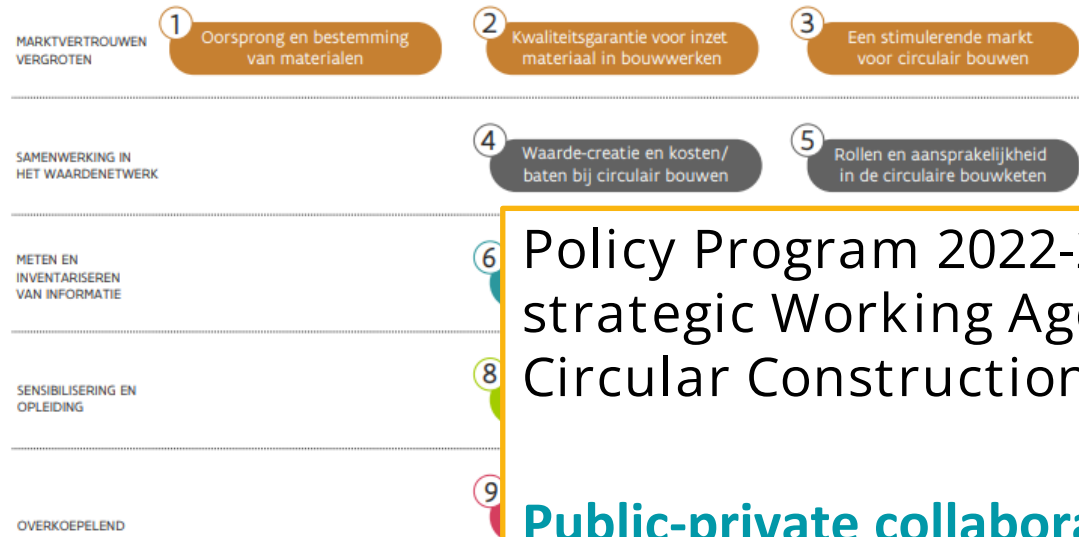 MARKTVERTROUWEN
VERGROTEN
1
Oorsprong en bestemming
van materialen
2
Kwaliteitsgarantie voor inzet
materiaal in bouwwerken
3
Een stimulerende markt
voor circulair bouwen
SAMENWERKING IN
HET WAARDENETWERK
4
Waarde-creatie en kosten/
baten bij circulair bouwen
5
Rollen en aansprakelijkheid
in de circulaire bouwketen
METEN EN
INVENTARISEREN
VAN INFORMATIE
6
SENSIBILISERING EN
OPLEIDING
8
OVERKOEPELEND
9
Policy Program 2022-
strategic Working
Circular Construction
Public-private